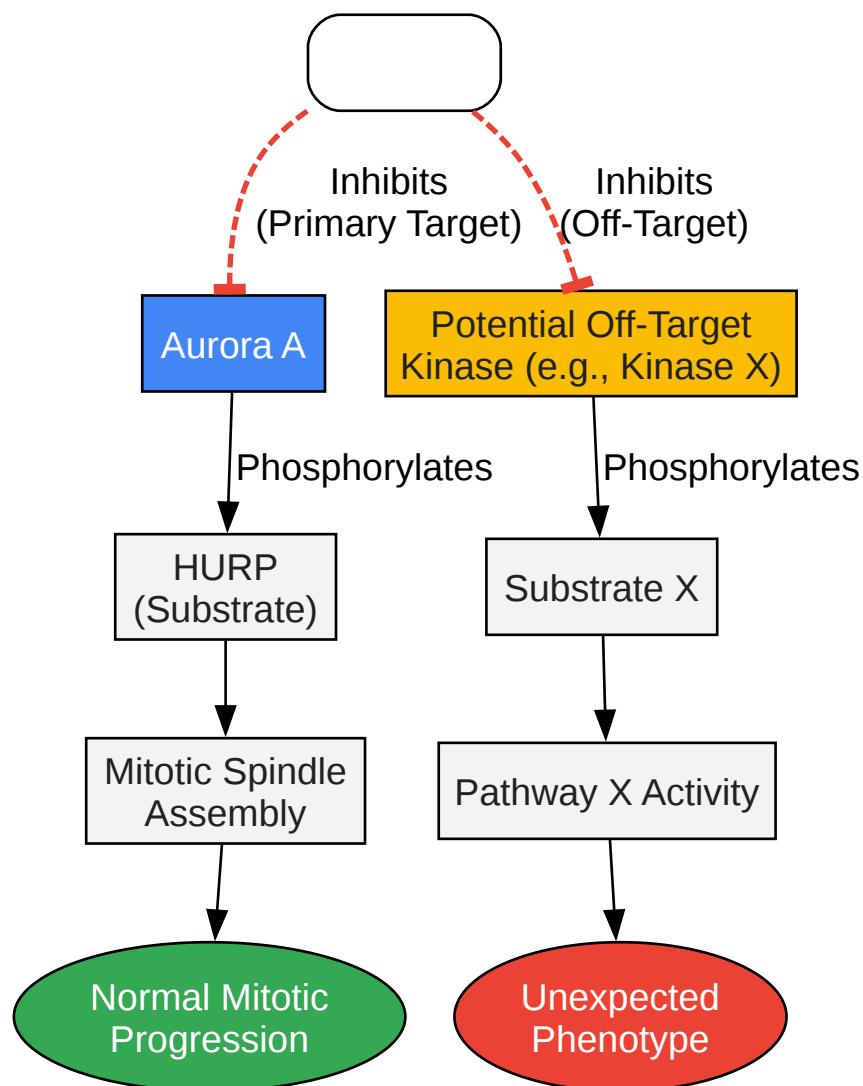 Inhibits
(Primary Target)
Inhibits
(Off-Target)
Aurora A
Potential Off-Target
Kinase (e.g., Kinase X)
Phosphorylates
Phosphorylates
HURP
(Substrate)
Substrate X
Mitotic Spindle
Assembly
Pathway X Activity
Normal Mitotic
Progression
Unexpected
Phenotype